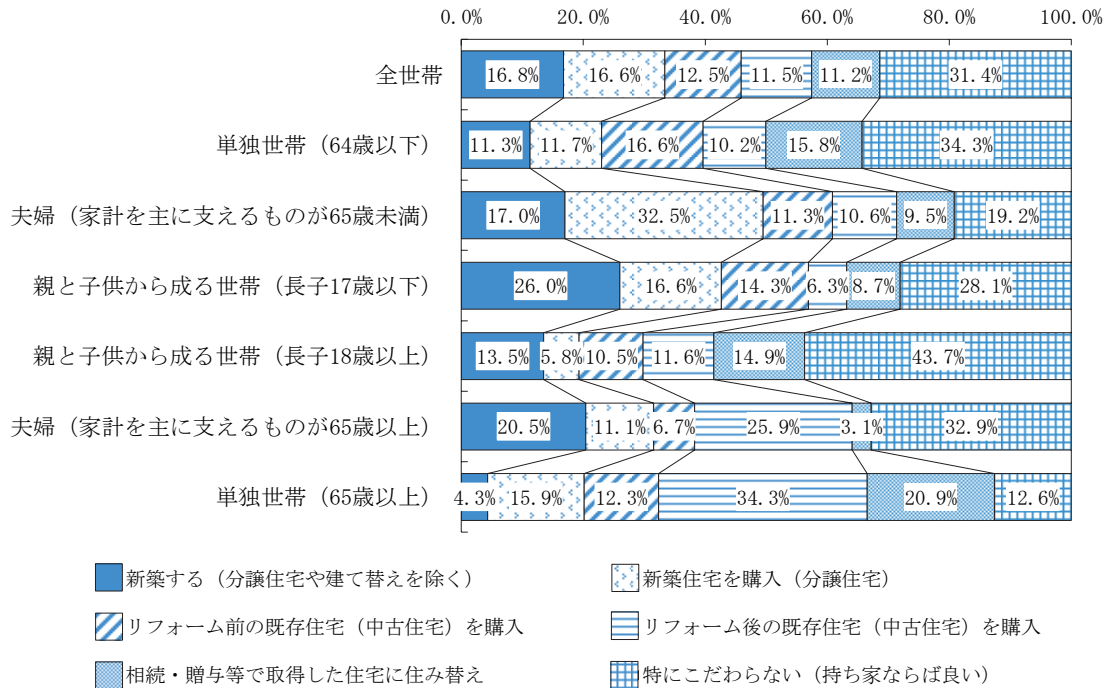 0.0% 20.0% 40.0% 60.0% 80.0% 100.0%
全世帯 16.8% 16.6% 12.5% 11.5% 11.2% 31.4%
単独世帯（64歳以下） 11.3% 11.7% 16.6% 10.2% 15.8% 34.3%
夫婦（家計を主に支えるものが65歳未満） 17.0% 32.5% 11.3% 10.6% 9.5% 19.2%
親と子供から成る世帯（長子17歳以下） 26.0% 16.6% 14.3% 6.3% 8.7% 28.1%
親と子供から成る世帯（長子18歳以上） 13.5% 5.8% 10.5% 11.6% 14.9% 43.7%
夫婦（家計を主に支えるものが65歳以上） 20.5% 11.1% 6.7% 25.9% 3.1% 32.9%
単独世帯（65歳以上） 4.3% 15.9% 12.3% 34.3% 20.9% 12.6%
新築する（分譲住宅や建て替えを除く） 新築住宅を購入（分譲住宅）
リフォーム前の既存住宅（中古住宅）を購入 リフォーム後の既存住宅（中古住宅）を購入
相続・贈与等で取得した住宅に住み替え 特にこだわらない（持ち家ならば良い）